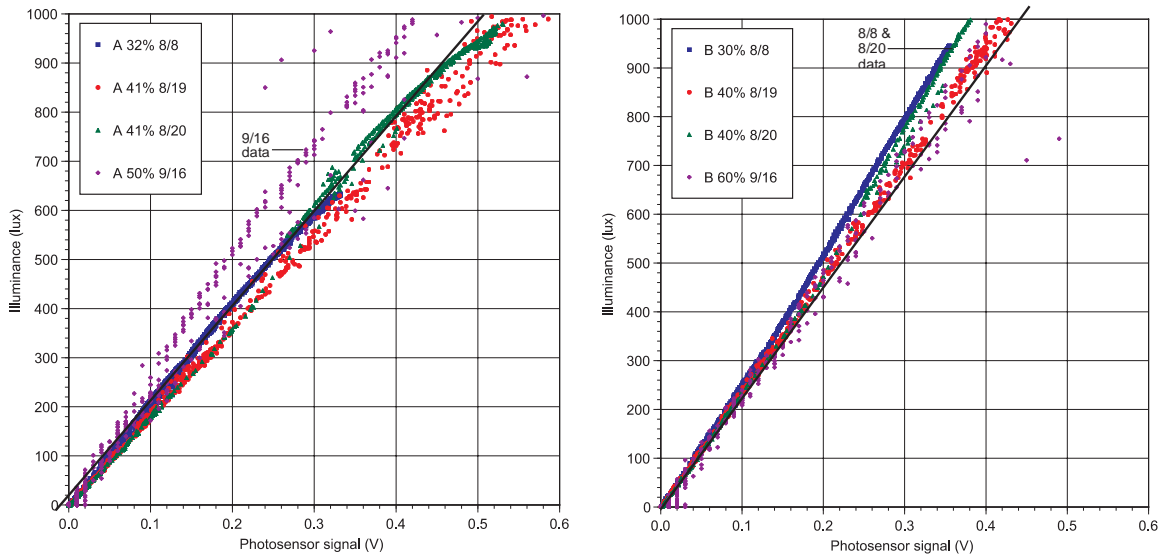 1000
900
800
700
600
500
400
300
200
100
0
Illuminance (lux)
A 32% 8/8
A 41% 8/19
A 41% 8/20
A 50% 9/16
9/16
data
0.0 0.1 0.2 0.3 0.4 0.5 0.6
Photosensor signal (V)
1000
900
800
700
600
500
400
300
200
100
0
Illuminance (lux)
B 30% 8/8
B 40% 8/19
B 40% 8/20
B 60% 9/16
8/8 &
8/20
data
0.0 0.1 0.2 0.3 0.4 0.5 0.6
Photosensor signal (V)